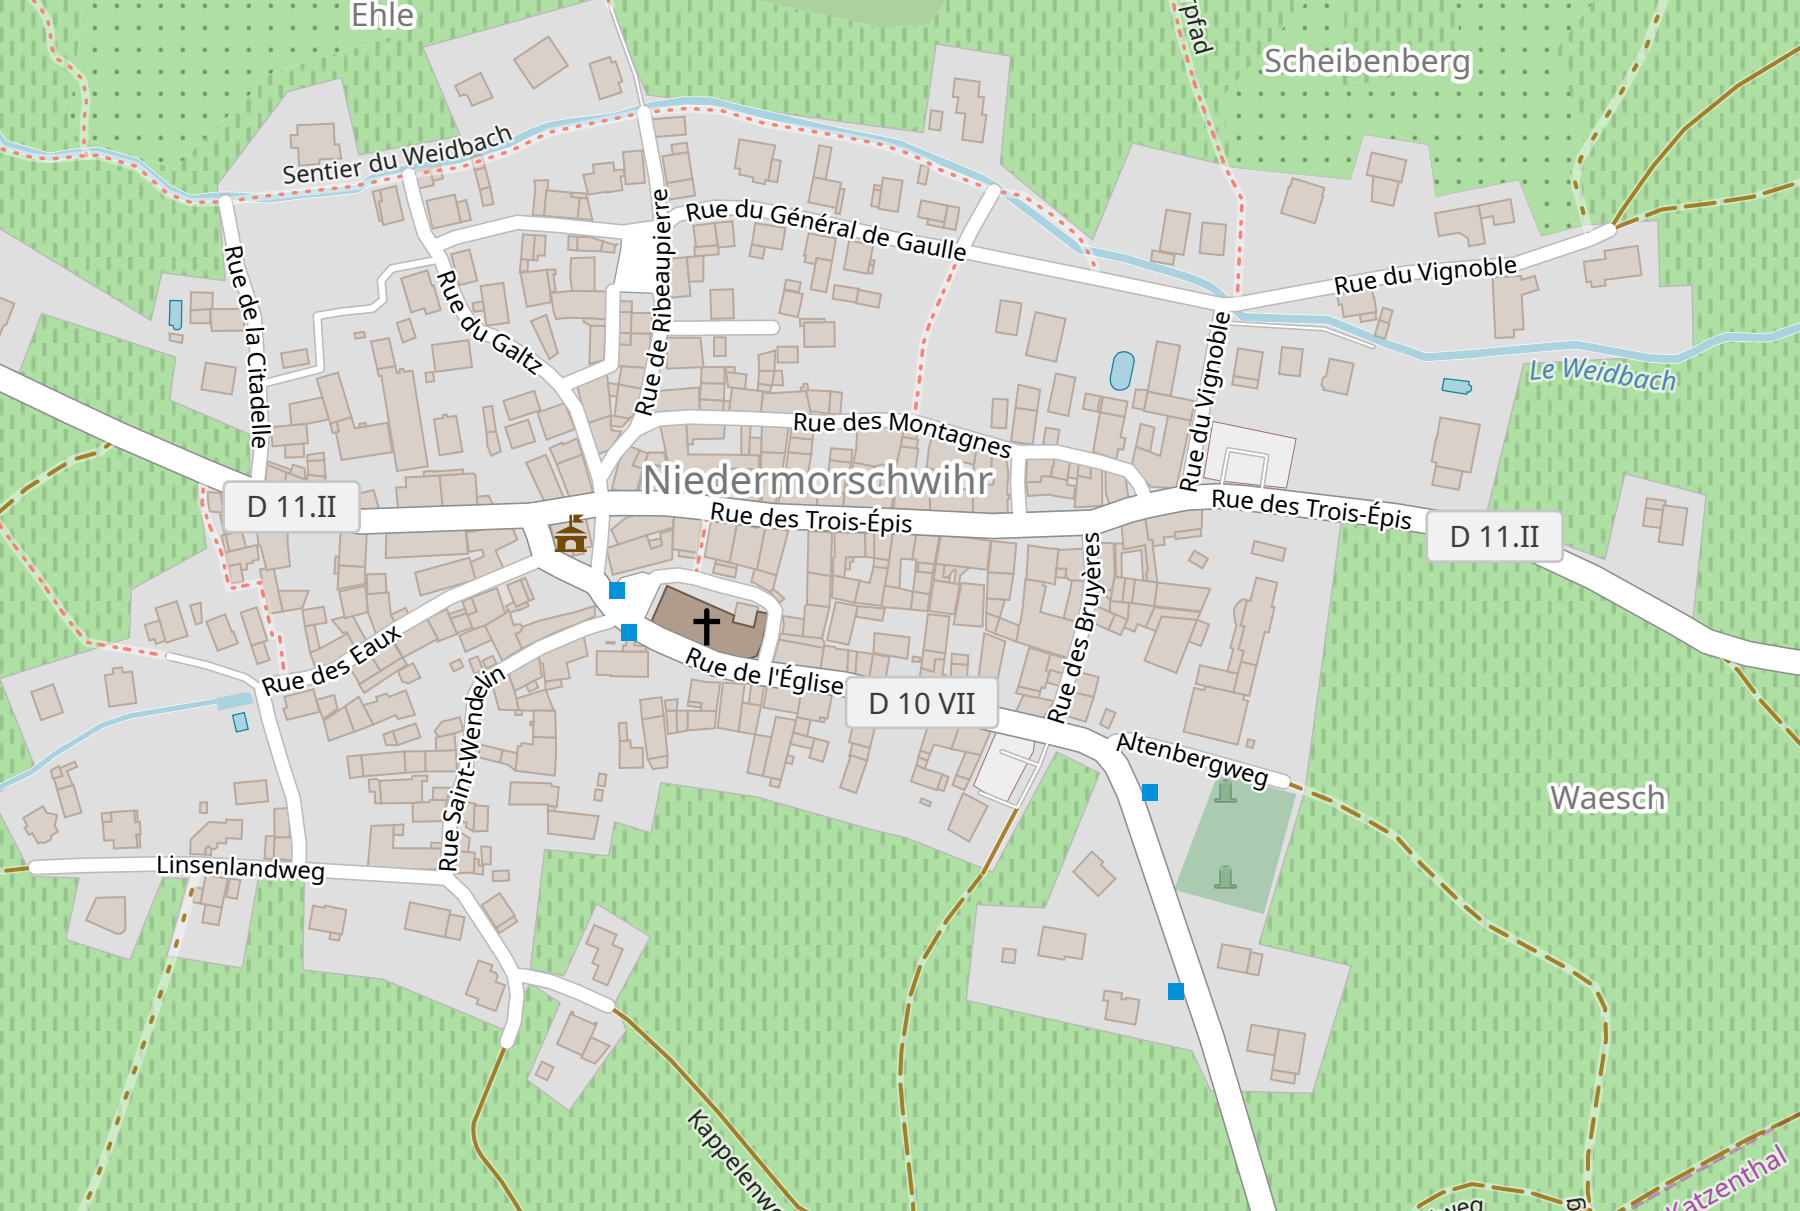 Ehle
Scheibenberg
Sentier du Weidbach
Rue du Général de Gaulle
Rue de Ribeaupierre
Rue de la Citadelle
Rue du Galtz
Rue du Vignoble
Rue du Vignoble
Le Weidbach
Rue des Montagnes
Niedermorschwihr
D 11.II
Rue des Trois-Épis
Rue des Trois-Épis
D 11.II
Rue des Bruyères
Rue des Eaux
Rue de l'Église
Rue Saint-Wendelin
D 10 VII
Altenbergweg
Waesch
Linsenlandweg
Kappelenwe
Katzenthal